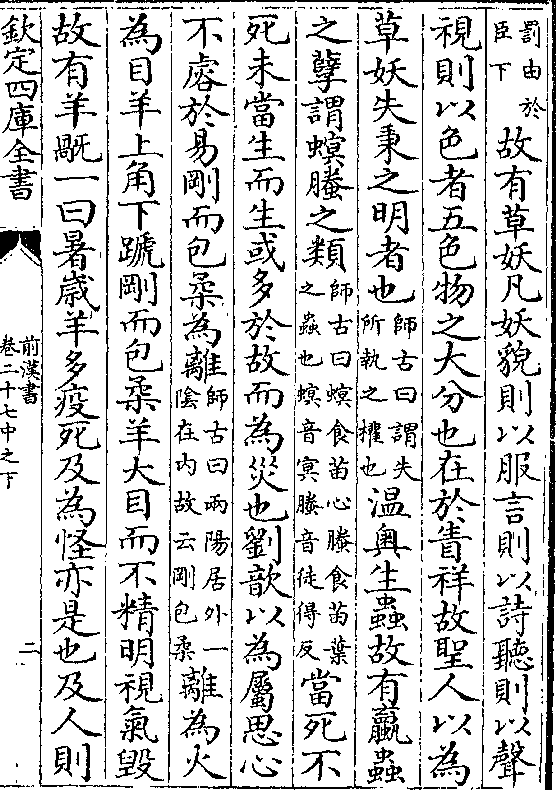 罰由於
臣下
故有草妖凡妖貌則以服言則以詩聽則以聲
視則以色者五色物之大分也在於眚祥故聖人以為
草妖失秉之明者也
師古曰謂失
所執之權也
温奥生蟲故有蠃蟲
之孽謂螟螣之類
師古曰螟食苗心螣食苗葉
之蟲也螟音㝠螣音徒得反
當死不
死未當生而生或多於故而為災也劉歆以為屬思心
不睿於易剛而包柔為離
師古曰兩陽居外一
隂在内故云剛包柔
離為火
為目羊上角下蹏剛而包柔羊大目而不精明視氣毁
故有羊旤一曰暑歲羊多疫死及為怪亦是也及人則
欽定四庫全書
前漢書
卷二十七中之下
二